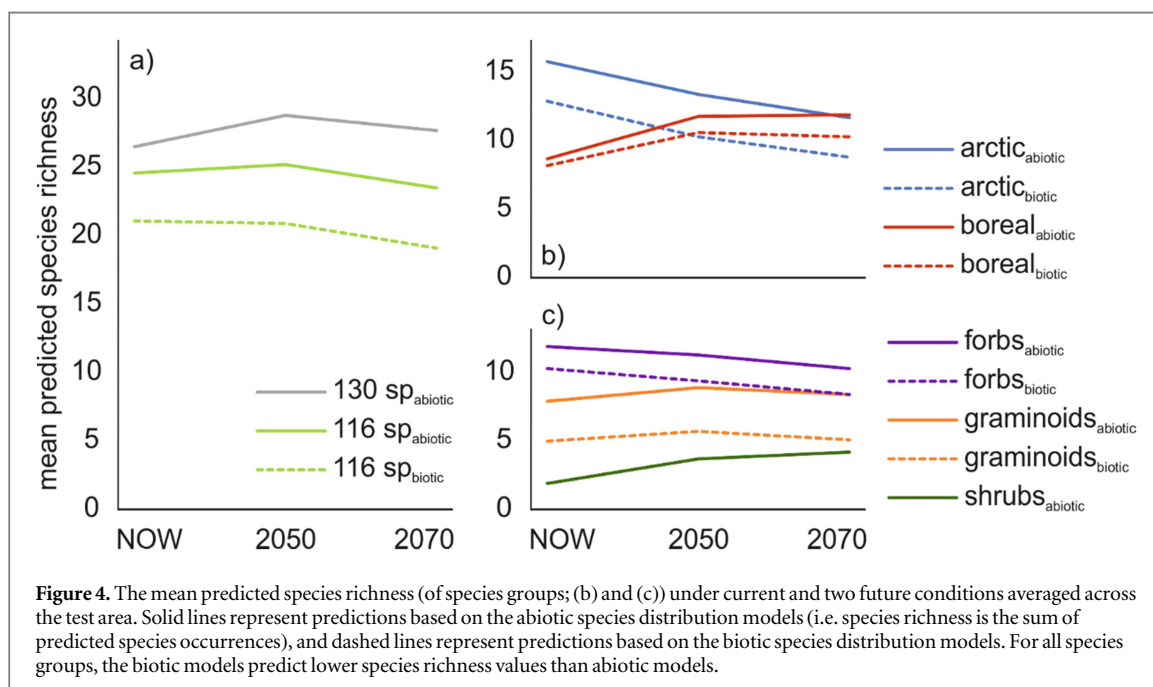 a)
mean predicted species richness
30
25
20
15
10
5
0
130 sp abiotic
116 sp abiotic
116 sp biotic
NOW 2050 2070
15
10
5
0
b)
arctic abiotic
arctic biotic
boreal abiotic
boreal biotic
c)
10
5
0
forbs abiotic
forbs biotic
graminoids abiotic
graminoids biotic
shrubs abiotic
NOW 2050 2070
Figure 4. The mean predicted species richness (of species groups; (b) and (c)) under current and two future conditions averaged across
the test area. Solid lines represent predictions based on the abiotic species distribution models (i.e. species richness is the sum of
predicted species occurrences), and dashed lines represent predictions based on the biotic species distribution models. For all species
groups, the biotic models predict lower species richness values than abiotic models.